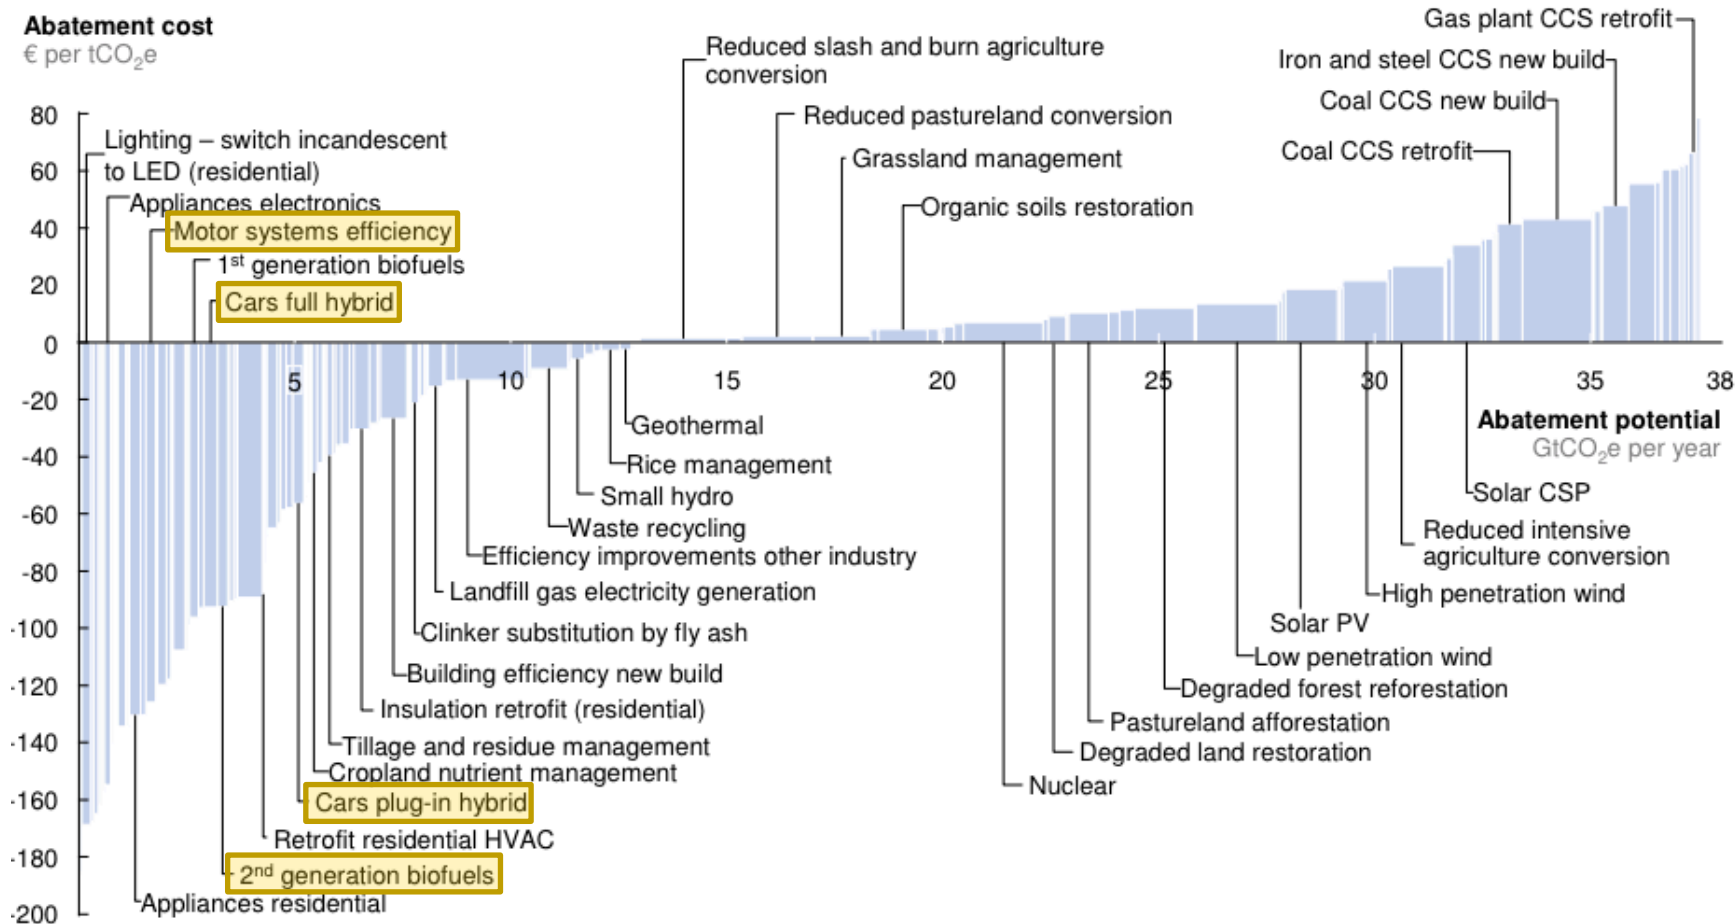 Abatement cost
€ per tCO₂e
Gas plant CCS retrofit
Reduced slash and burn agriculture
conversion
Iron and steel CCS new build
Coal CCS new build
80
Reduced pastureland conversion
Lighting – switch incandescent
to LED (residential)
Grassland management
Coal CCS retrofit
60
Appliances electronics
Organic soils restoration
40
Motor systems efficiency
1st generation biofuels
20
Cars full hybrid
0
5
10
15
20
25
30
35
38
-20
Geothermal
Abatement potential
GtCO₂e per year
-40
Rice management
Small hydro
Solar CSP
-60
Waste recycling
Reduced intensive
agriculture conversion
Efficiency improvements other industry
-80
Landfill gas electricity generation
High penetration wind
-100
Clinker substitution by fly ash
Solar PV
Low penetration wind
-120
Building efficiency new build
Degraded forest reforestation
Insulation retrofit (residential)
Pastureland afforestation
-140
Tillage and residue management
Degraded land restoration
Cropland nutrient management
Nuclear
-160
Cars plug-in hybrid
Retrofit residential HVAC
-180
2nd generation biofuels
Appliances residential
-200